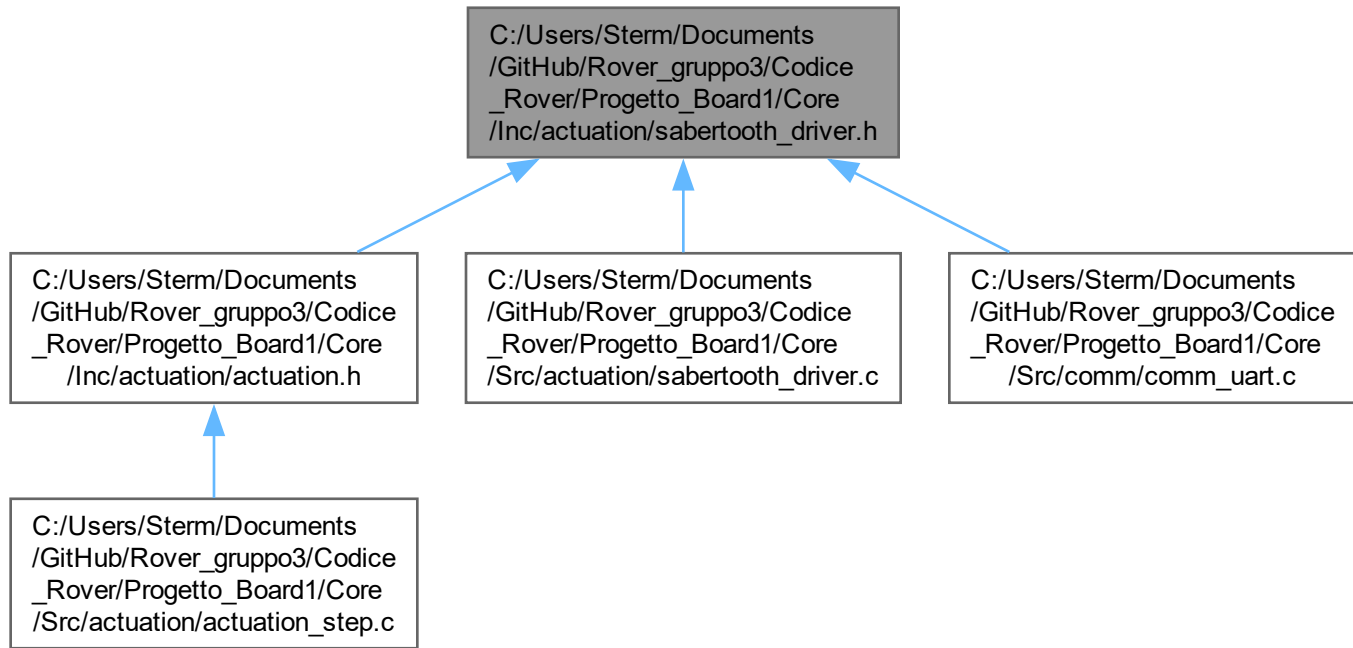 C:/Users/Sterm/Documents
/GitHub/Rover_gruppo3/Codice
_Rover/Progetto_Board1/Core
/Inc/actuation/sabertooth_driver.h
C:/Users/Sterm/Documents
/GitHub/Rover_gruppo3/Codice
_Rover/Progetto_Board1/Core
/Inc/actuation/actuation.h
C:/Users/Sterm/Documents
/GitHub/Rover_gruppo3/Codice
_Rover/Progetto_Board1/Core
/Src/actuation/sabertooth_driver.c
C:/Users/Sterm/Documents
/GitHub/Rover_gruppo3/Codice
_Rover/Progetto_Board1/Core
/Src/comm/comm_uart.c
C:/Users/Sterm/Documents
/GitHub/Rover_gruppo3/Codice
_Rover/Progetto_Board1/Core
/Src/actuation/actuation_step.c